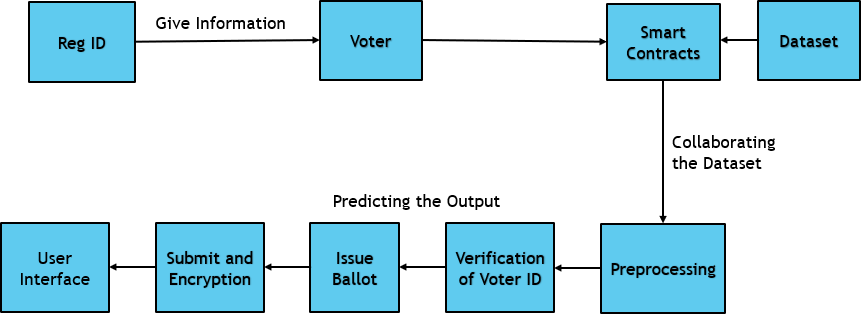 Give Information
Reg ID
Voter
Smart
Contracts
Dataset
Collaborating
the Dataset
Predicting the Output
User
Interface
Submit and
Encryption
Issue
Ballot
Verification
of Voter ID
Preprocessing